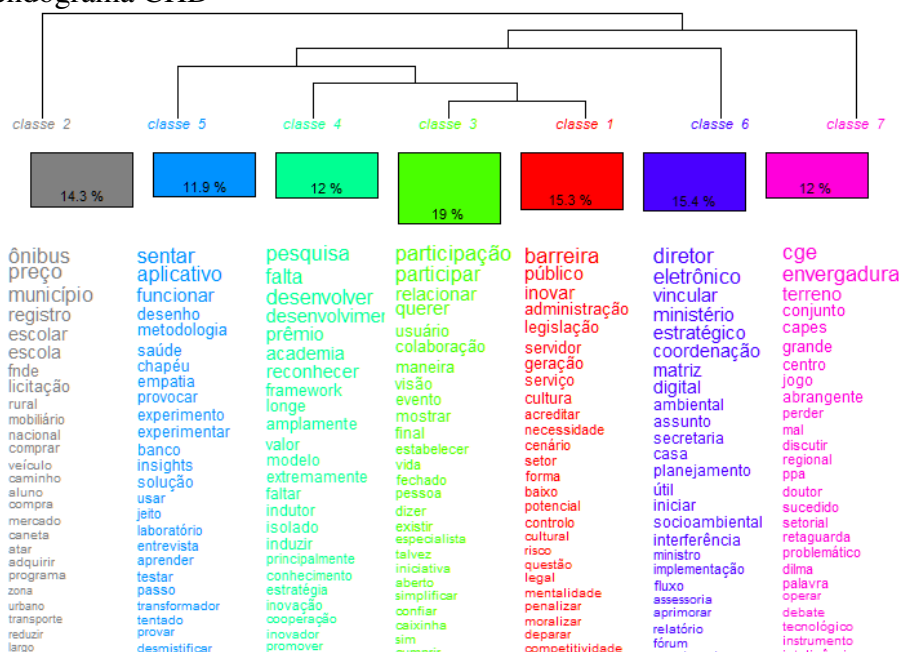 endograma CHD
classe 2 classe 5 classe 4 classe 3 classe 1 classe 6 classe 7
14.3 % 11.9 % 12 % 19 % 15.3 % 15.4 % 12 %
ônibus
preço
município
registro
escolar
escola
fnde
licitação
rural
mobiliário
nacional
comprar
veículo
caminho
aluno
compra
mercado
caneta
atar
adquirir
programa
zona
urbano
transporte
reduzir
largo
sentar
aplicativo
funcionar
desenho
metodologia
saúde
chapéu
empatia
provocar
experimento
experimentar
banco
insights
solução
usar
jeito
laboratório
entrevista
aprender
testar
passo
transformador
tentado
provar
desmistificar
pesquisa
falta
desenvolver
desenvolvimer
prêmio
academia
reconhecer
framework
longe
amplamente
valor
modelo
extremamente
faltar
indutor
isolado
induzir
principalmente
conhecimento
estratégia
inovação
cooperação
inovador
promover
participação
participar
relacionar
querer
usuário
colaboração
maneira
visão
evento
mostrar
final
estabelecer
vida
fechado
pessoa
dizer
existir
especialista
talvez
iniciativa
aberto
simplificar
confiar
caixinha
sim
barreira
público
inovar
administração
legislação
servidor
geração
serviço
cultura
acreditar
necessidade
cenário
setor
forma
baixo
potencial
controlo
cultural
risco
questão
legal
mentalidade
penalizar
moralizar
deparar
competitividade
diretor
eletrônico
vincular
ministério
estratégico
coordenação
matriz
digital
ambiental
assunto
secretaria
casa
planejamento
útil
iniciar
socioambiental
interferência
ministro
implementação
fluxo
assessoria
aprimorar
relatório
fórum
cge
envergadura
terreno
conjunto
capes
grande
centro
jogo
abrangente
perder
mal
discutir
regional
ppa
doutor
sucedido
setorial
retaguarda
problemático
dilma
palavra
operar
debate
tecnológico
instrumento